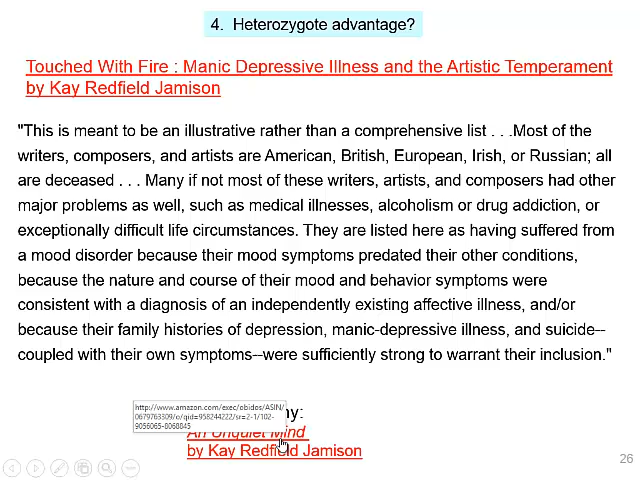 4. Heterozygote advantage?
Touched With Fire : Manic Depressive Illness and the Artistic Temperament
by Kay Redfield Jamison
"This is meant to be an illustrative rather than a comprehensive list . . .Most of the
writers, composers, and artists are American, British, European, Irish, or Russian; all
are deceased . . . Many if not most of these writers, artists, and composers had other
major problems as well, such as medical illnesses, alcoholism or drug addiction, or
exceptionally difficult life circumstances. They are listed here as having suffered from
a mood disorder because their mood symptoms predated their other conditions,
because the nature and course of their mood and behavior symptoms were
consistent with a diagnosis of an independently existing affective illness, and/or
because their family histories of depression, manic-depressive illness, and suicide--
coupled with their own symptoms--were sufficiently strong to warrant their inclusion."
http://www.amazon.com/exec/obidos/ASIN/
0679763309/o/qid=958244222/sr=2-1/102-
9056065-8068845
An Unquiet Mind
by Kay Redfield Jamison
26